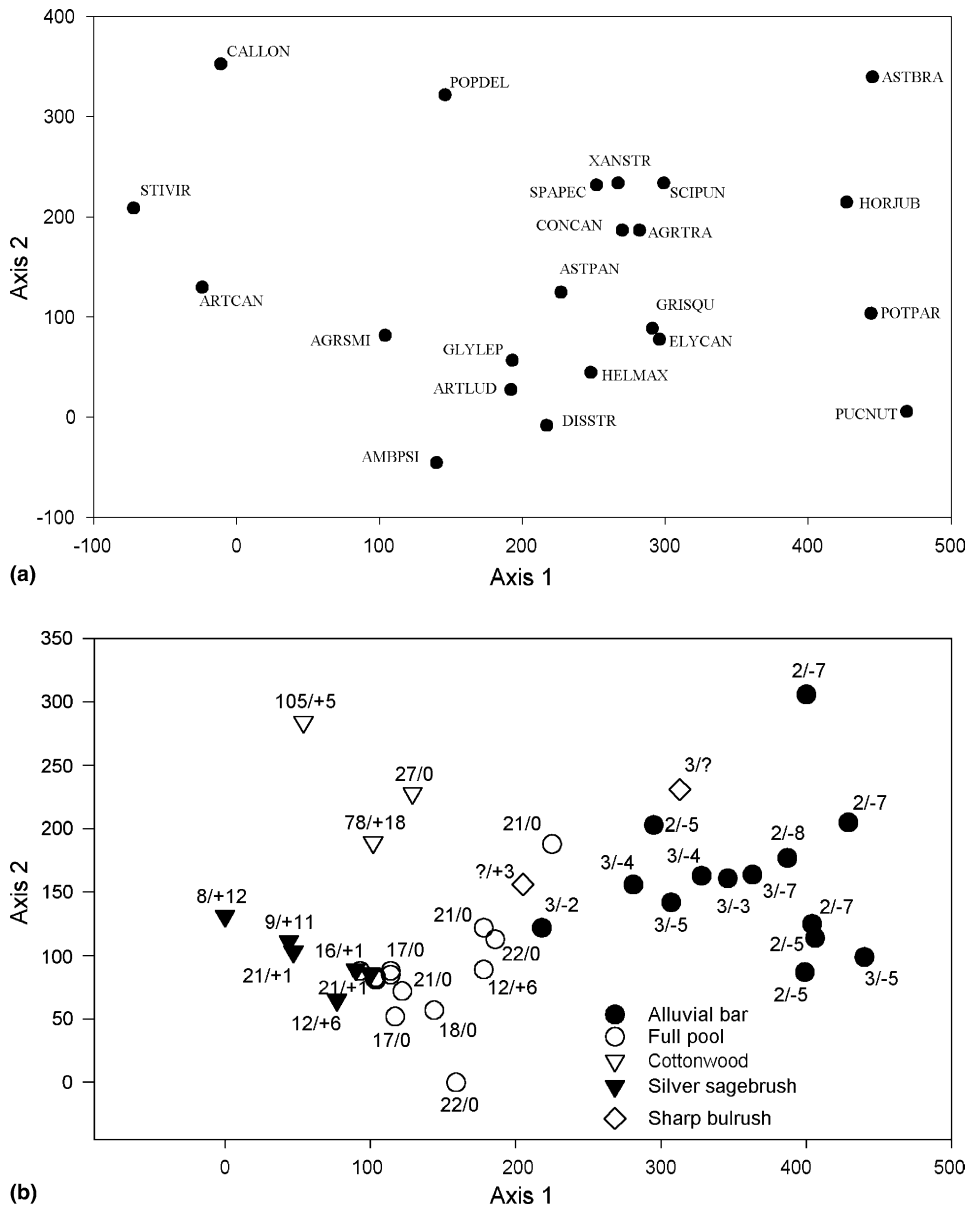 400
CALLON
POPDEL
ASTBRA
300
XANSTR
SPAPEC
SCIPUN
STIVIR
HORJUB
200
CONCAN
AGRTRA
Axis 2
ASTPAN
ARTCAN
GRISQU
POTPAR
100
AGRSMI
GLYLEP
ELYCAN
HELMAX
ARTLUD
PUCNUT
0
DISSTR
AMBPSI
-100
-100 0 100 200 300 400 500
(a) Axis 1
350
2/-7
300
105/+5
3/?
250
27/0
2/-7
78/+18
21/0
2/-5
2/-8
200
Axis 2
?/+3
3/-4
3/-4
150
8/+12
3/-7
3/-2
3/-5
3/-3
2/-7
9/+11
21/0
16/+1
17/0
22/0
2/-5
100
21/+1
21/+1
21/0
12/+6
3/-5
2/-5
50
12/+6
17/0
18/0
Alluvial bar
Full pool
Cottonwood
0
22/0
Silver sagebrush
Sharp bulrush
0 100 200 300 400 500
(b) Axis 1